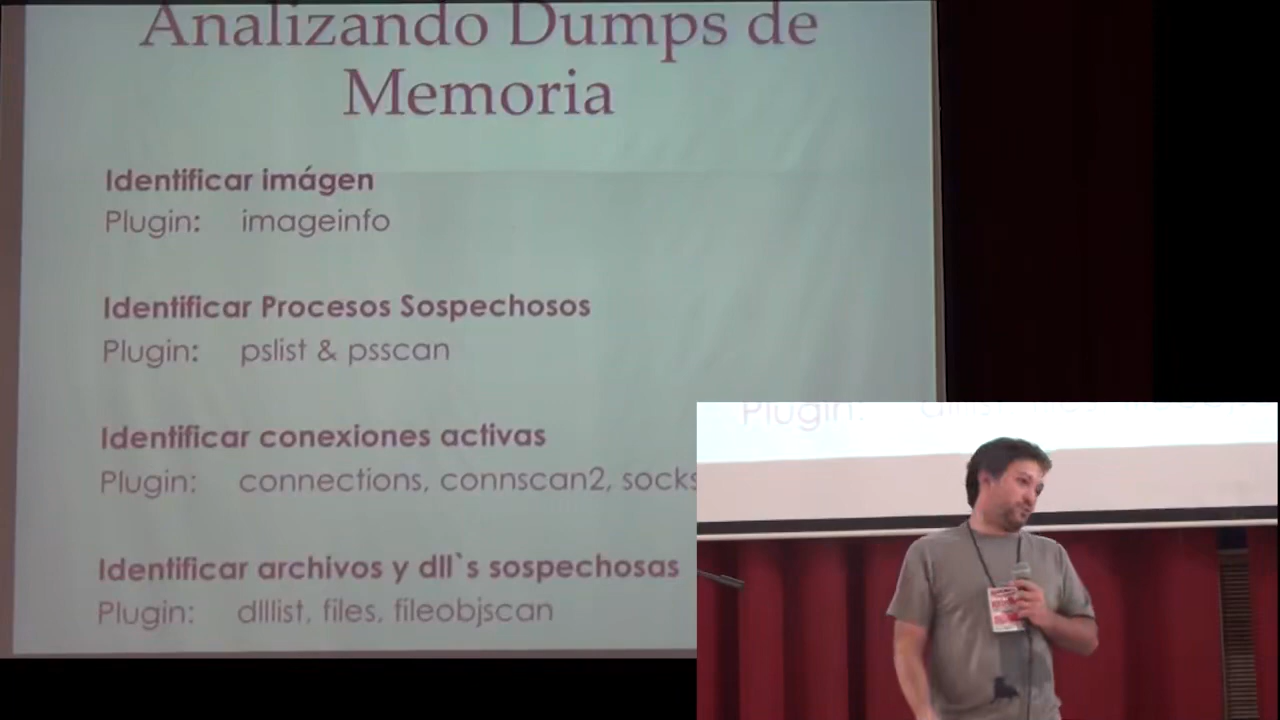 Analizando Dumps de
Memoria
Identificar imágen
Plugin: imageinfo
Identificar Procesos Sospechosos
Plugin: pslist & psscan
Identificar conexiones activas
Plugin: connections, connscan2, socks
Identificar archivos y dll`s sospechosas
Plugin: dlllist, files, fileobjscan
Plugin: